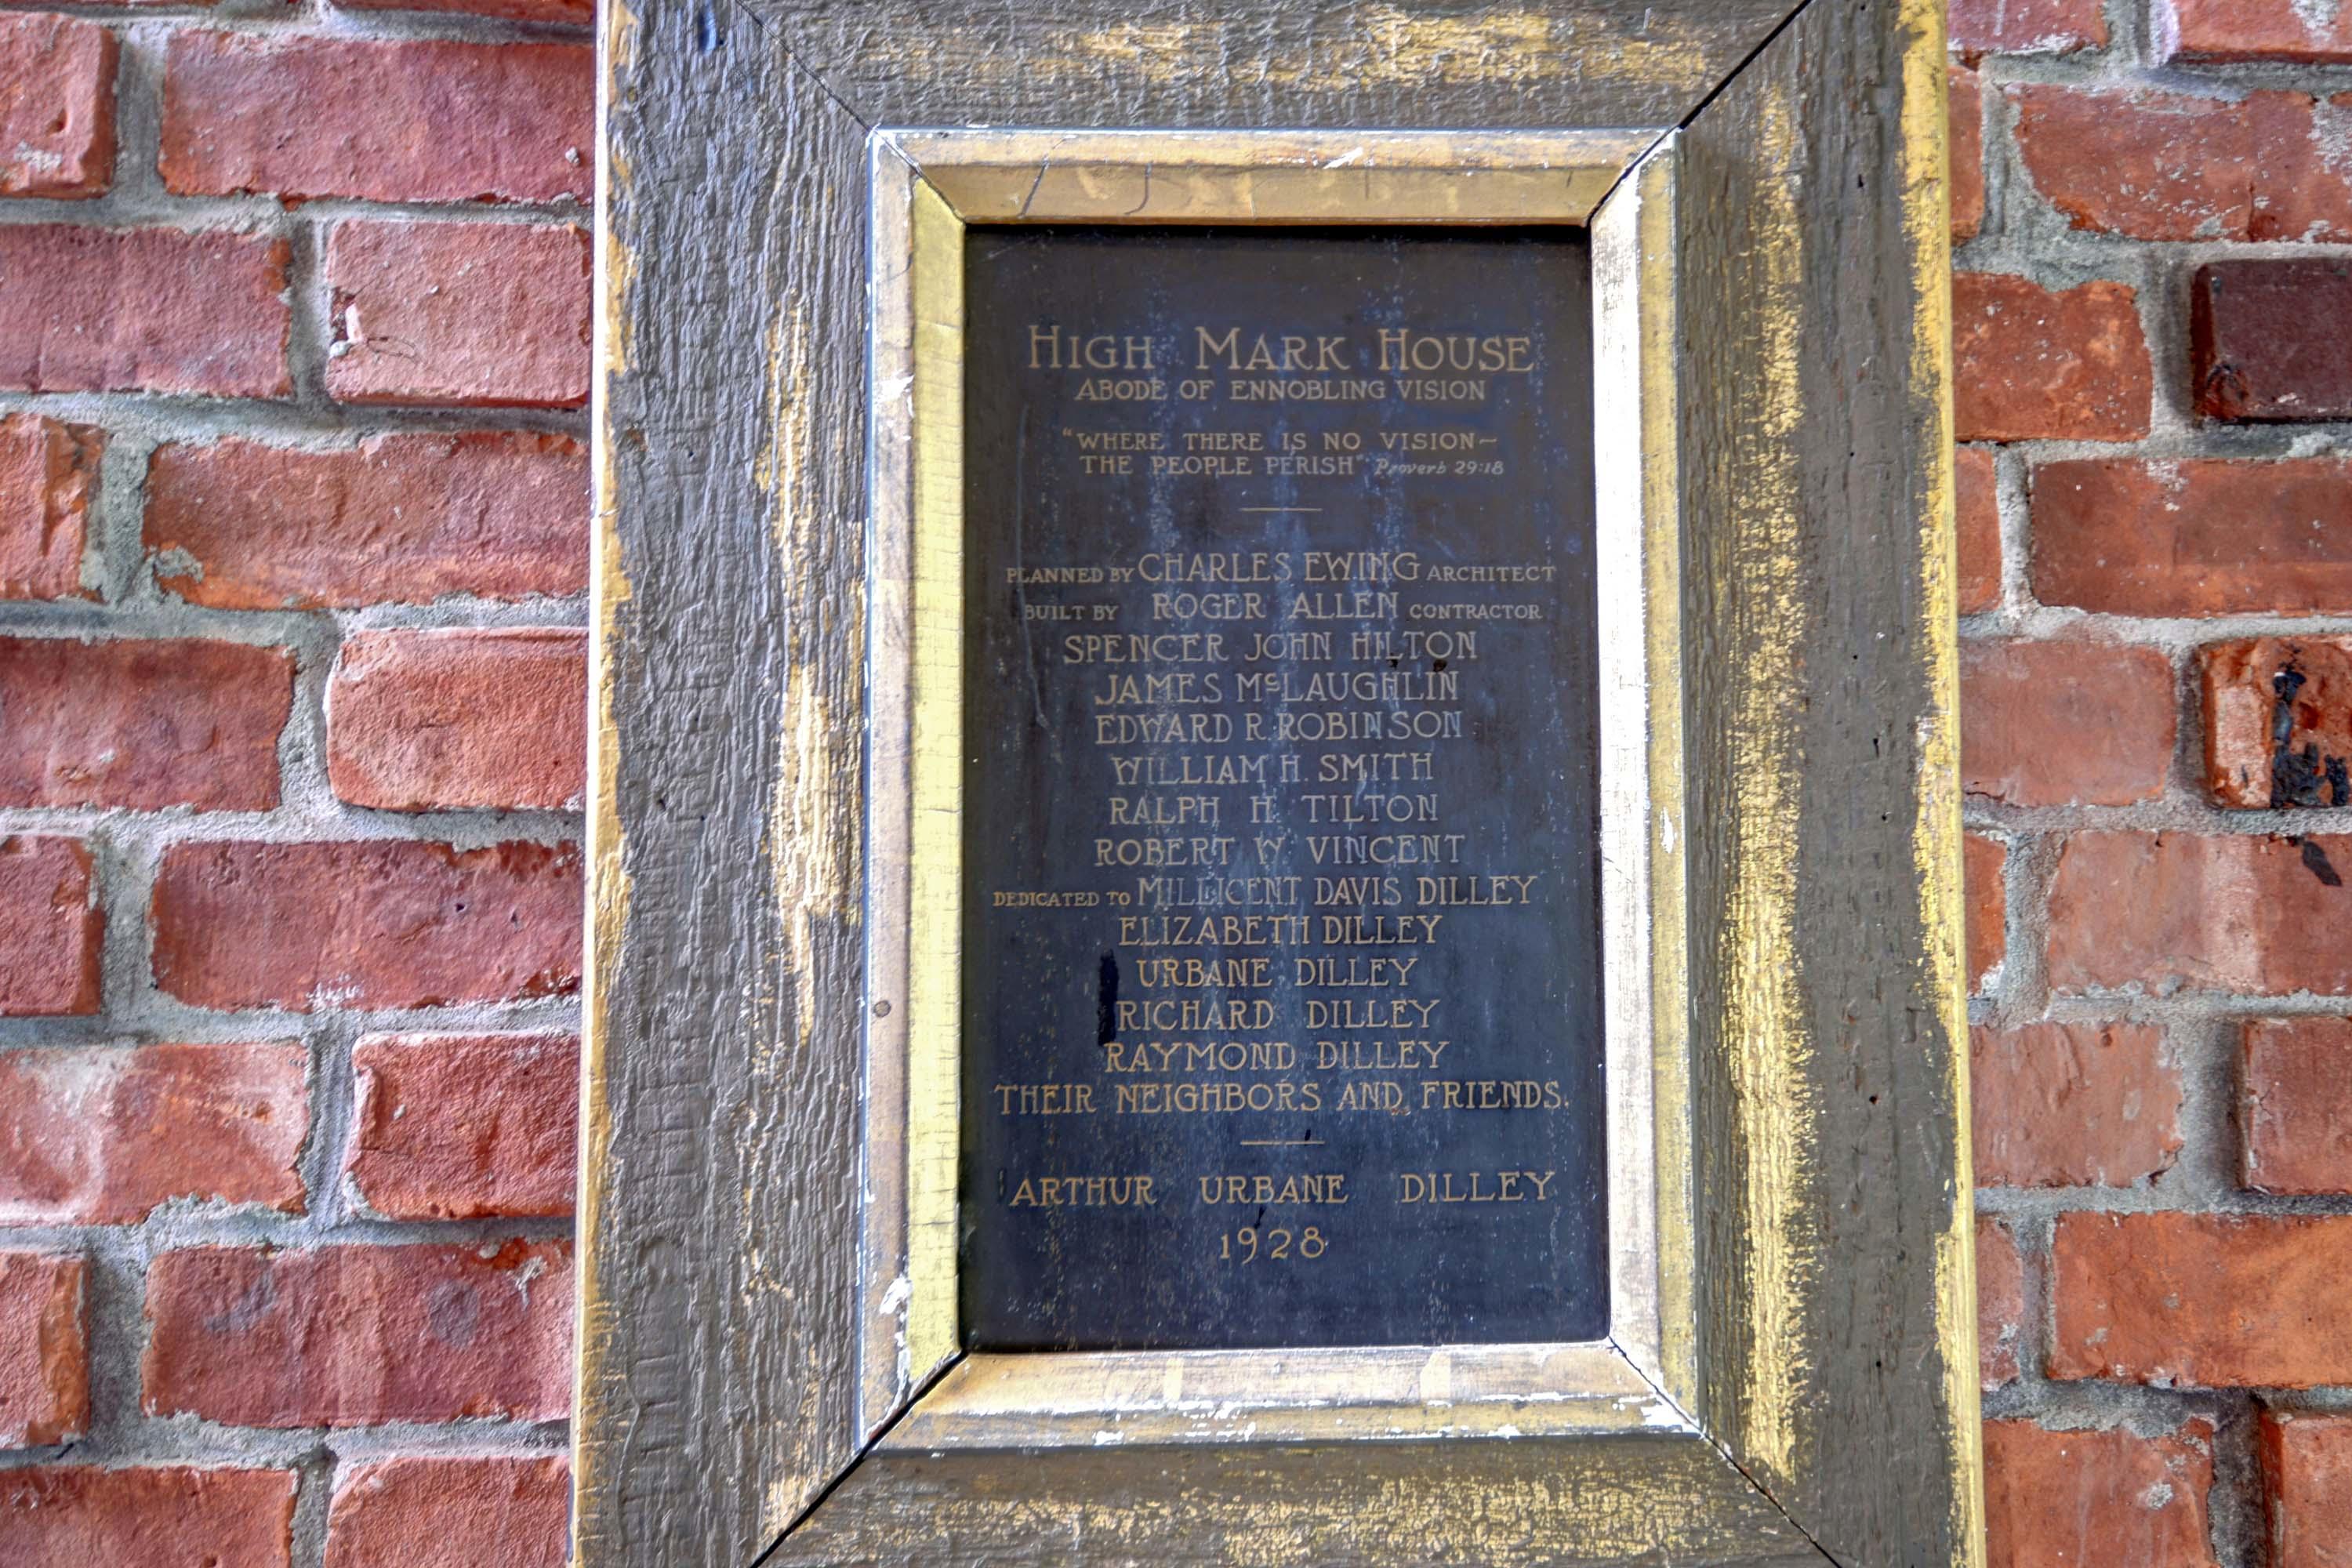 HIGH MARK HOUSE
ABODE OF ENNOBLING VISION
"WHERE THERE IS NO VISION~
THE PEOPLE PERISH" Proverb 29:18
PLANNED BY CHARLES EWING ARCHITECT
BUILT BY ROGER ALLEN CONTRACTOR
SPENCER JOHN HILTON
JAMES McLAUGHLIN
EDWARD R. ROBINSON
WILLIAM H. SMITH
RALPH H. TILTON
ROBERT W VINCENT
DEDICATED TO MILLICENT DAVIS DILLEY
ELIZABETH DILLEY
URBANE DILLEY
RICHARD DILLEY
RAYMOND DILLEY
THEIR NEIGHBORS AND FRIENDS.
ARTHUR URBANE DILLEY
1928